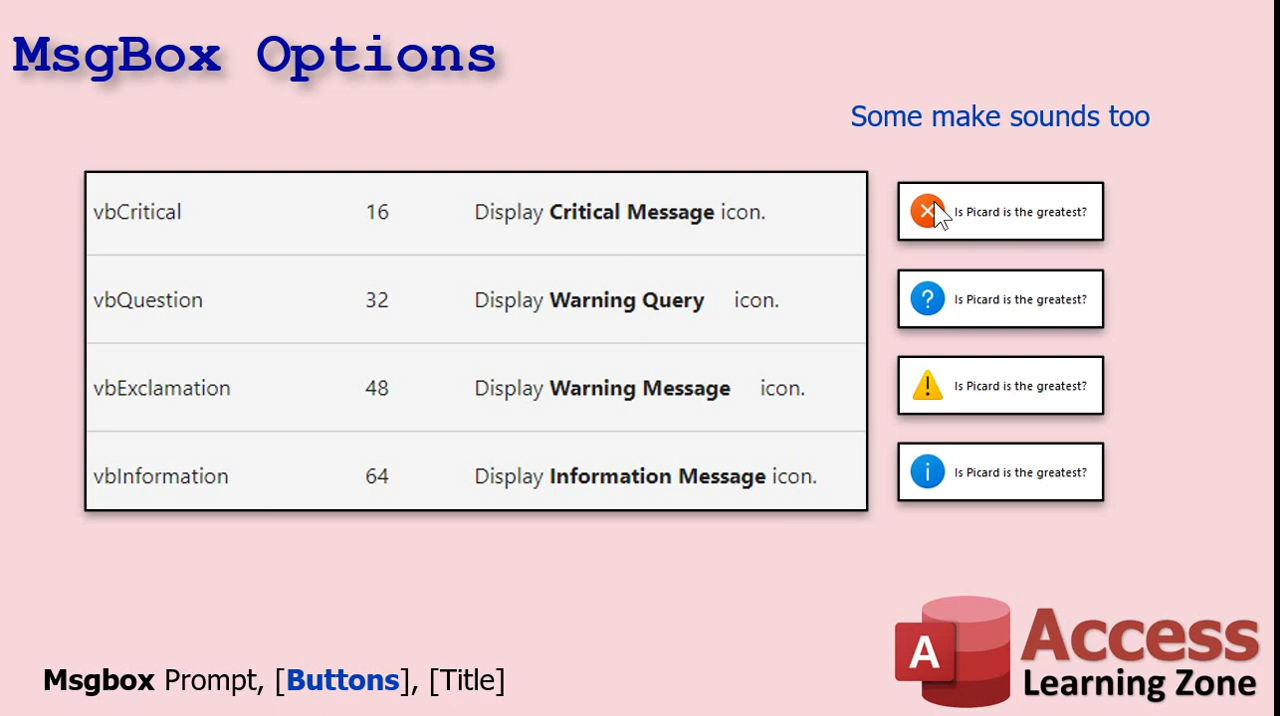 MsgBox Options
Some make sounds too
vbCritical 16 Display Critical Message icon.
Is Picard is the greatest?
vbQuestion 32 Display Warning Query icon.
Is Picard is the greatest?
vbExclamation 48 Display Warning Message icon.
Is Picard is the greatest?
vbInformation 64 Display Information Message icon.
Is Picard is the greatest?
Msgbox Prompt, [Buttons], [Title]
A
Access
Learning Zone